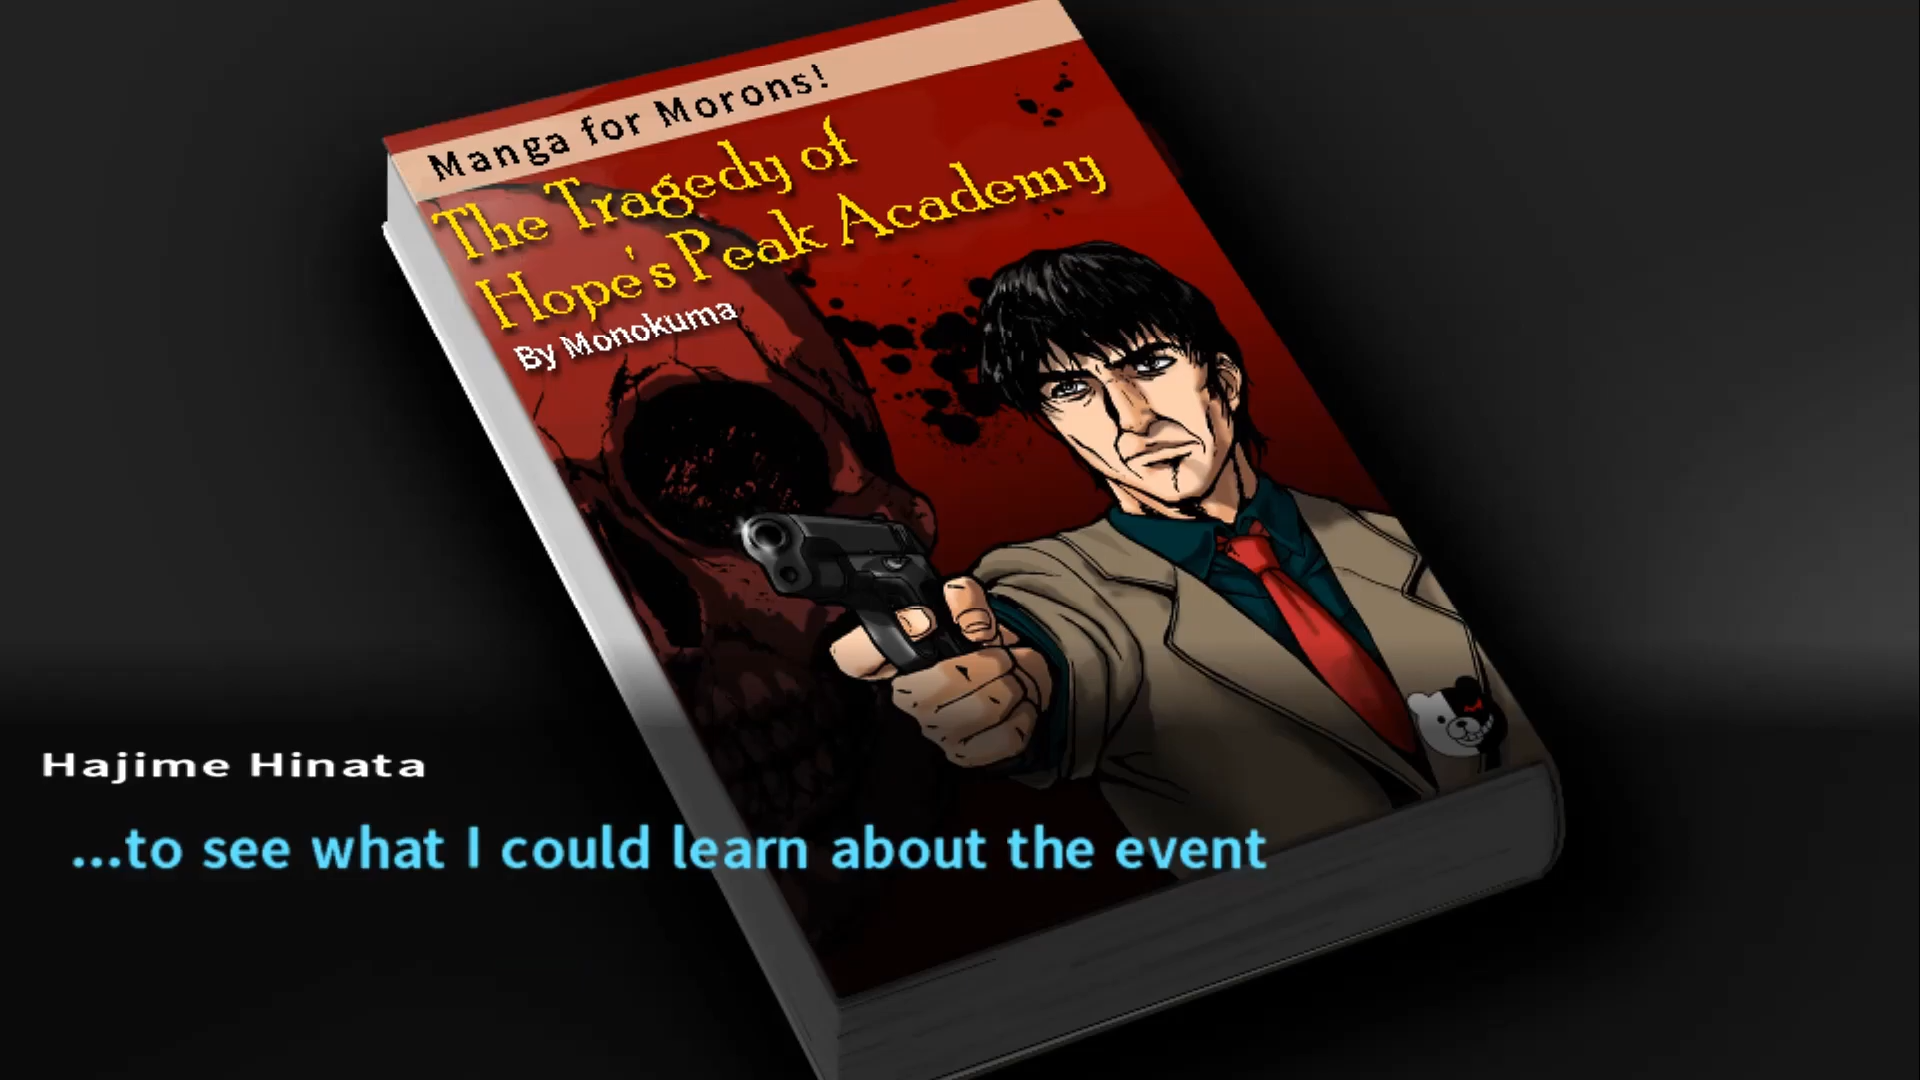 Manga for Morons!
The Tragedy of
Hope's Peak Academy
By Monokuma
Hajime Hinata
...to see what I could learn about the event